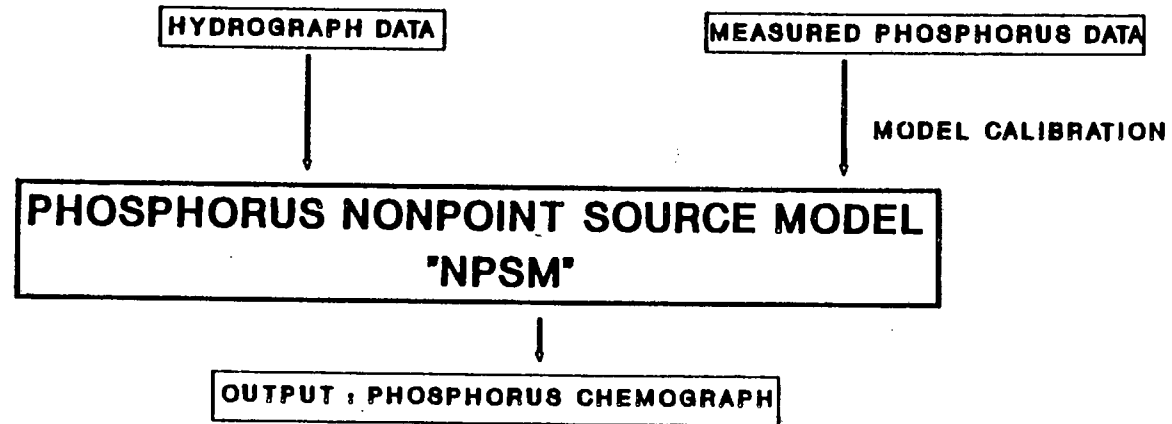 HYDROGRAPH DATA
MEASURED PHOSPHORUS DATA
MODEL CALIBRATION
PHOSPHORUS NONPOINT SOURCE MODEL
"NPSM"
OUTPUT : PHOSPHORUS CHEMOGRAPH